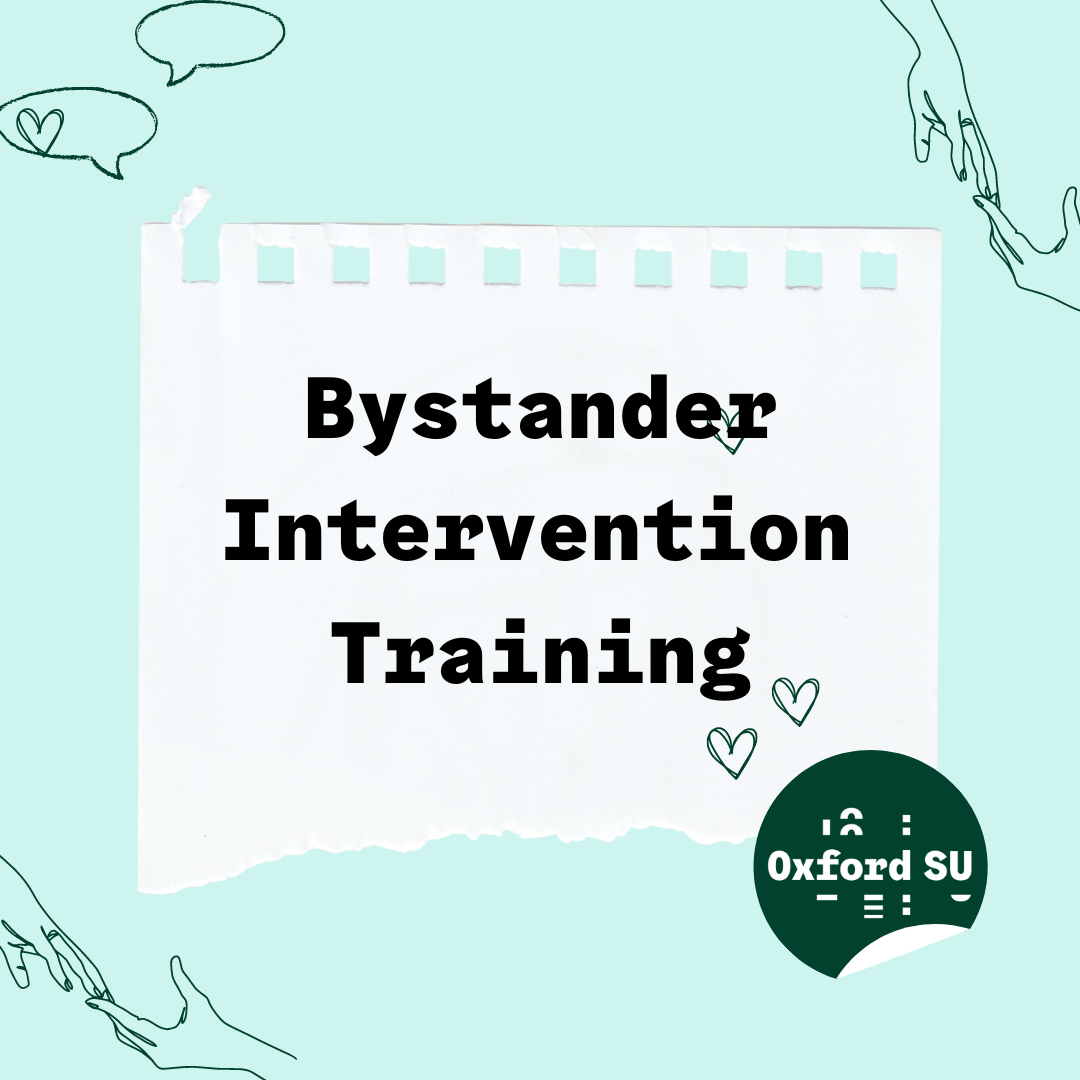 Bystander
Intervention
Training
Oxford SU